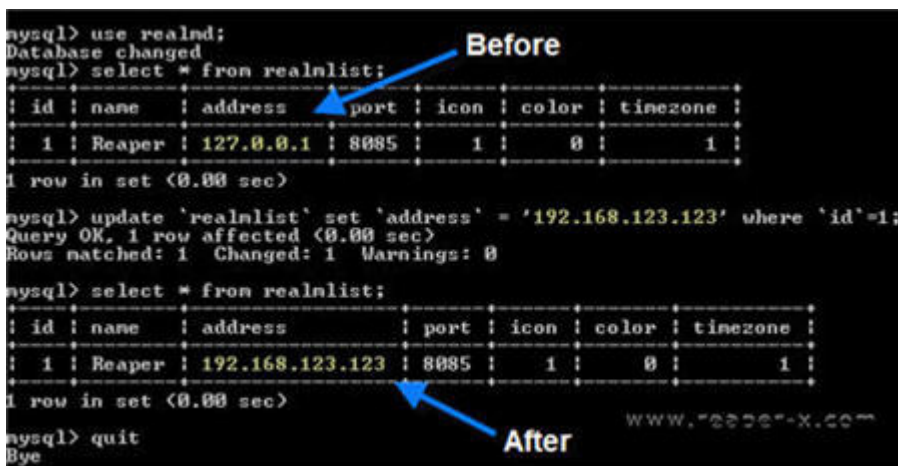 mysql> use realmd;
Database changed
Before
mysql> select * from realmlist;
+----+--------+-----------+------+------+-------+----------+
| id | name | address | port | icon | color | timezone |
+----+--------+-----------+------+------+-------+----------+
| 1 | Reaper | 127.0.0.1 | 8085 | 1 | 0 | 1 |
+----+--------+-----------+------+------+-------+----------+
1 row in set (0.00 sec)
mysql> update `realmlist` set `address` = '192.168.123.123' where `id`=1;
Query OK, 1 row affected (0.00 sec)
Rows matched: 1 Changed: 1 Warnings: 0
mysql> select * from realmlist;
+----+--------+-----------------+------+------+-------+----------+
| id | name | address | port | icon | color | timezone |
+----+--------+-----------------+------+------+-------+----------+
| 1 | Reaper | 192.168.123.123 | 8085 | 1 | 0 | 1 |
+----+--------+-----------------+------+------+-------+----------+
1 row in set (0.00 sec)
www.reaper-x.com
mysql> quit
After
Bye